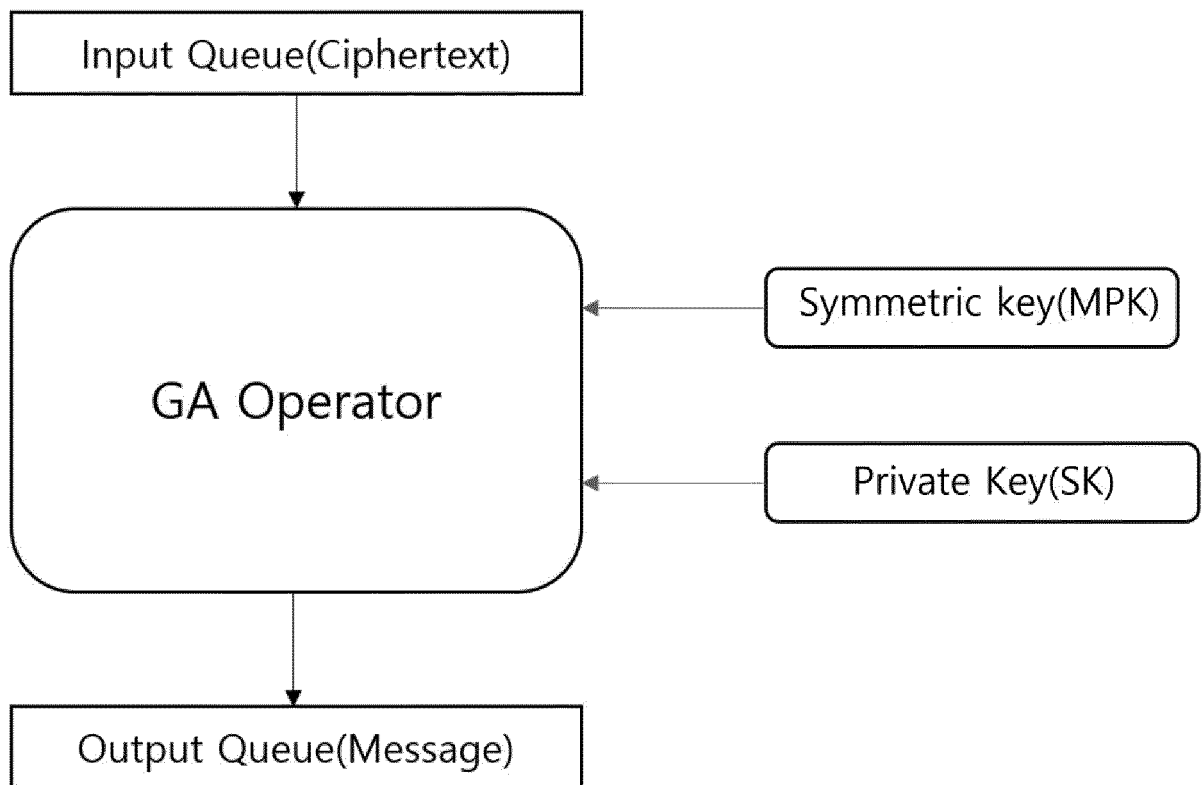 Input Queue(Ciphertext)
Symmetric key(MPK)
GA Operator
Private Key(SK)
Output Queue(Message)